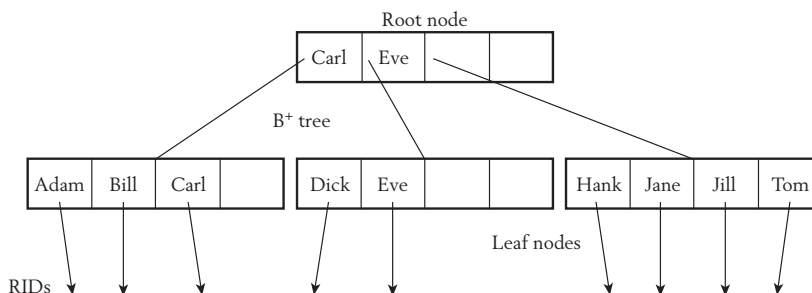 Root node
Carl Eve
B+ tree
Adam Bill Carl Dick Eve Hank Jane Jill Tom
Leaf nodes
RIDs